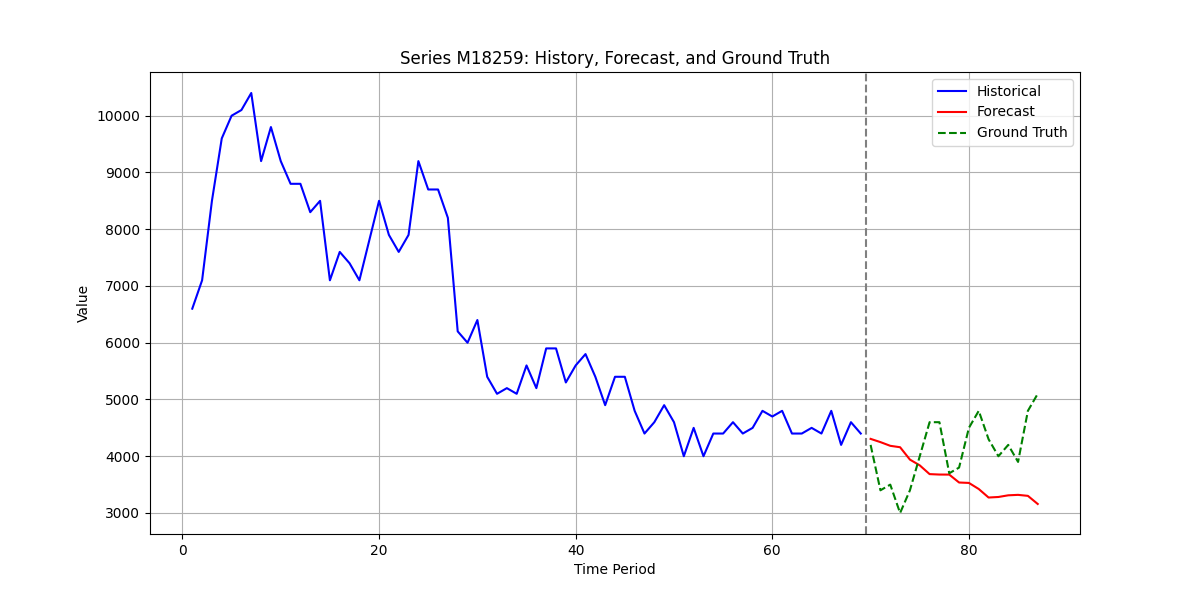 Series M18259: History, Forecast, and Ground Truth
Historical
Forecast
Ground Truth
Value
10000
9000
8000
7000
6000
5000
4000
3000
0
20
40
60
80
Time Period